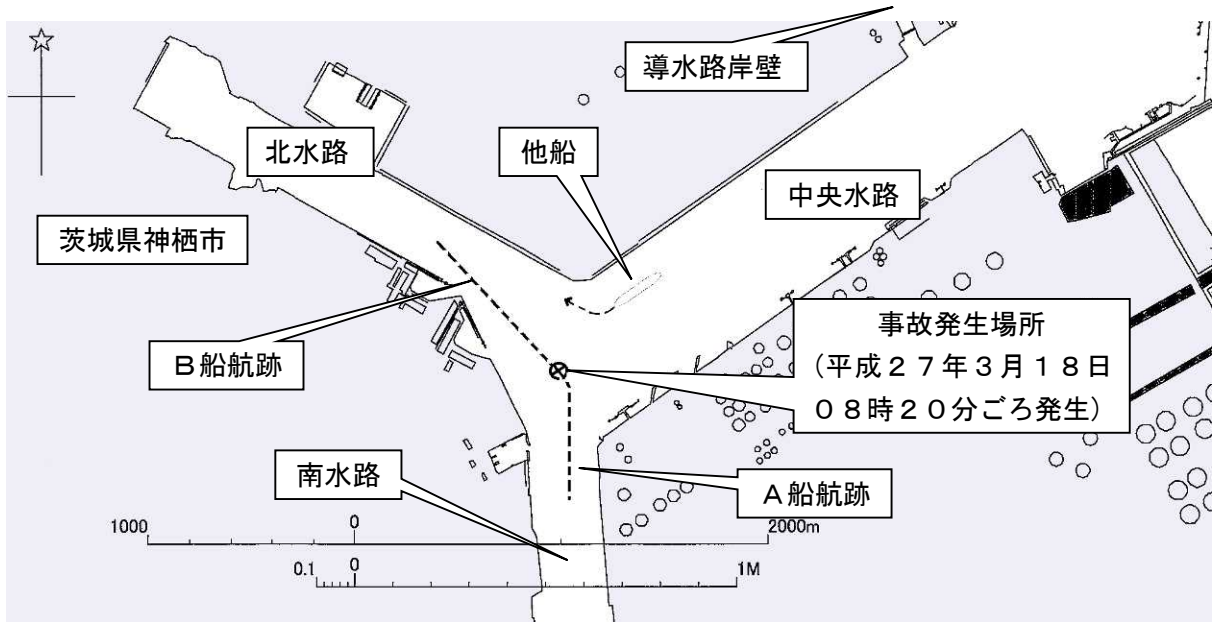 導水路岸壁
北水路
他船
中央水路
茨城県神栖市
事故発生場所
(平成27年3月18日
08時20分ごろ発生)
B船航跡
南水路
A船航跡
1000
0
2000m
0.1
0
1M